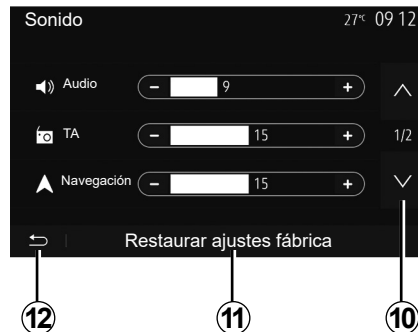 Sonido 27°C 09 12
Audio - 9 +
TA - 15 +
1/2
Navegación - 15 +
Restaurar ajustes fábrica
12 11 10